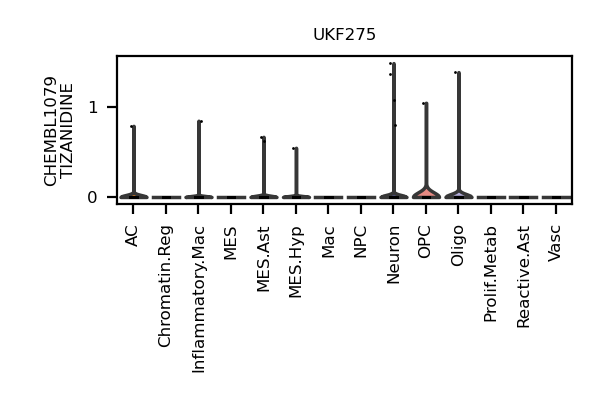 UKF275
CHEMBL1079
TIZANIDINE
1
0
AC
Chromatin.Reg
Inflammatory.Mac
MES
MES.Ast
MES.Hyp
Mac
NPC
Neuron
OPC
Oligo
Prolif.Metab
Reactive.Ast
Vasc